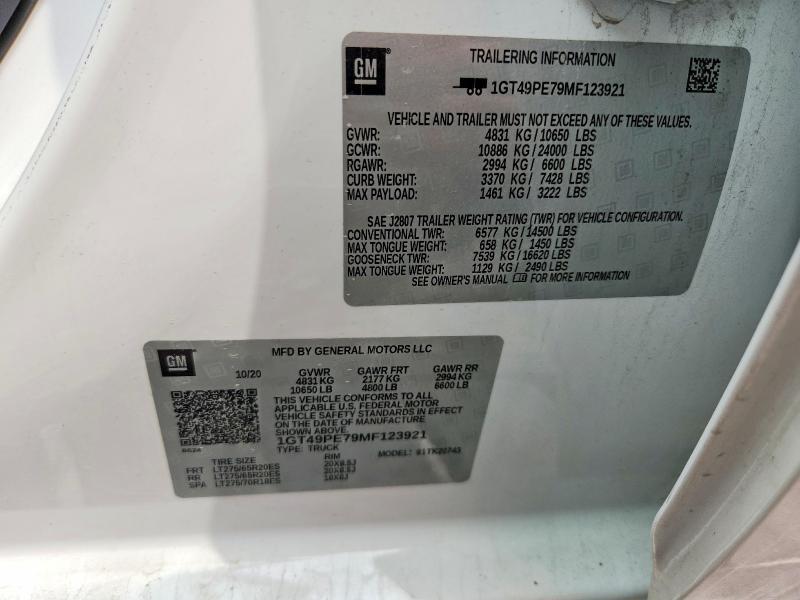 GM
TRAILERING INFORMATION
1GT49PE79MF123921
VEHICLE AND TRAILER MUST NOT EXCEED ANY OF THESE VALUES.
GVWR: 4831 KG / 10650 LBS
GCWR: 10886 KG / 24000 LBS
RGAWR: 2994 KG / 6600 LBS
CURB WEIGHT: 3370 KG / 7428 LBS
MAX PAYLOAD: 1461 KG / 3222 LBS
SAE J2807 TRAILER WEIGHT RATING (TWR) FOR VEHICLE CONFIGURATION.
CONVENTIONAL TWR: 6577 KG / 14500 LBS
MAX TONGUE WEIGHT: 658 KG / 1450 LBS
GOOSENECK TWR: 7539 KG / 16620 LBS
MAX TONGUE WEIGHT: 1129 KG / 2490 LBS
SEE OWNER'S MANUAL FOR MORE INFORMATION
GM
MFD BY GENERAL MOTORS LLC
10/20 GVWR GAWR FRT GAWR RR
4831 KG 2177 KG 2994 KG
10650 LB 4800 LB 6600 LB
THIS VEHICLE CONFORMS TO ALL
APPLICABLE U.S. FEDERAL MOTOR
VEHICLE SAFETY STANDARDS IN EFFECT
ON THE DATE OF MANUFACTURE
SHOWN ABOVE.
1GT49PE79MF123921
TYPE: TRUCK MODEL:
TIRE SIZE RIM
FRT LT275/65R20ES 20X8.5J
RR LT275/65R20ES 20X8.5J
SPA LT275/70R18ES 18X8J